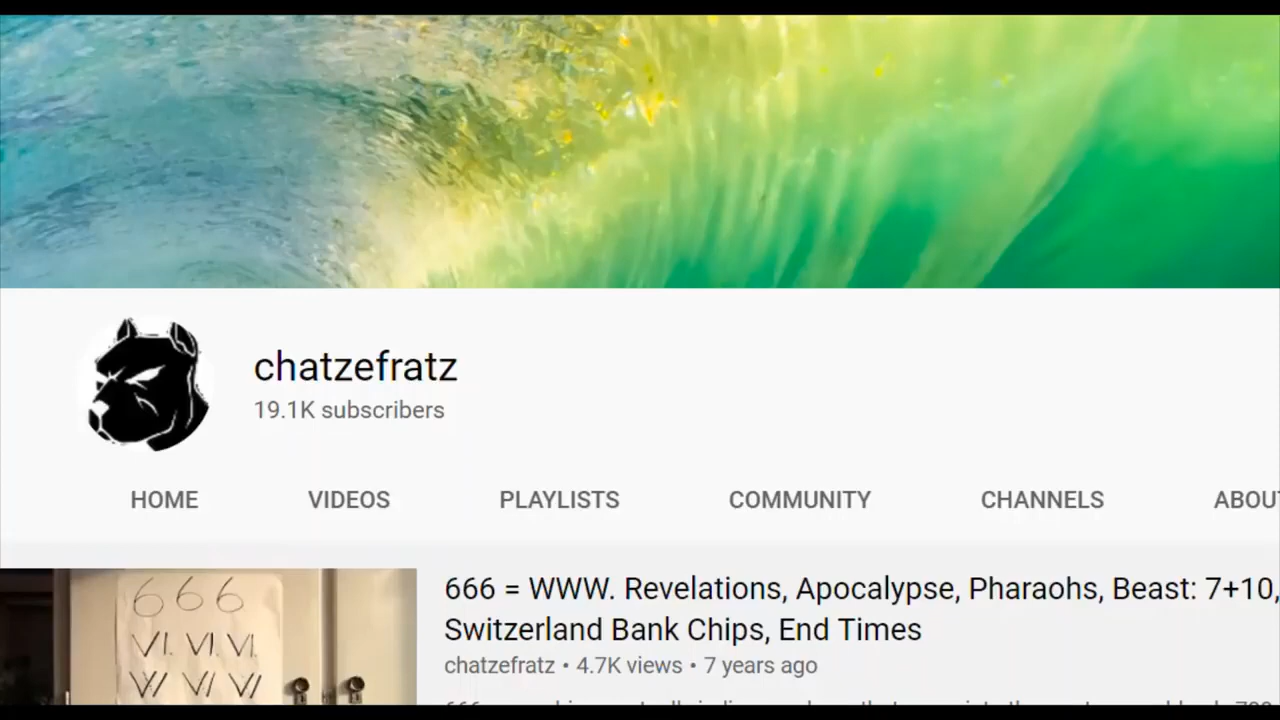 chatzefratz
19.1K subscribers
HOME VIDEOS PLAYLISTS COMMUNITY CHANNELS ABOUT
666 = WWW. Revelations, Apocalypse, Pharaohs, Beast: 7+10,
Switzerland Bank Chips, End Times
chatzefratz • 4.7K views • 7 years ago
666
VI. VI. VI.
VI VI VI